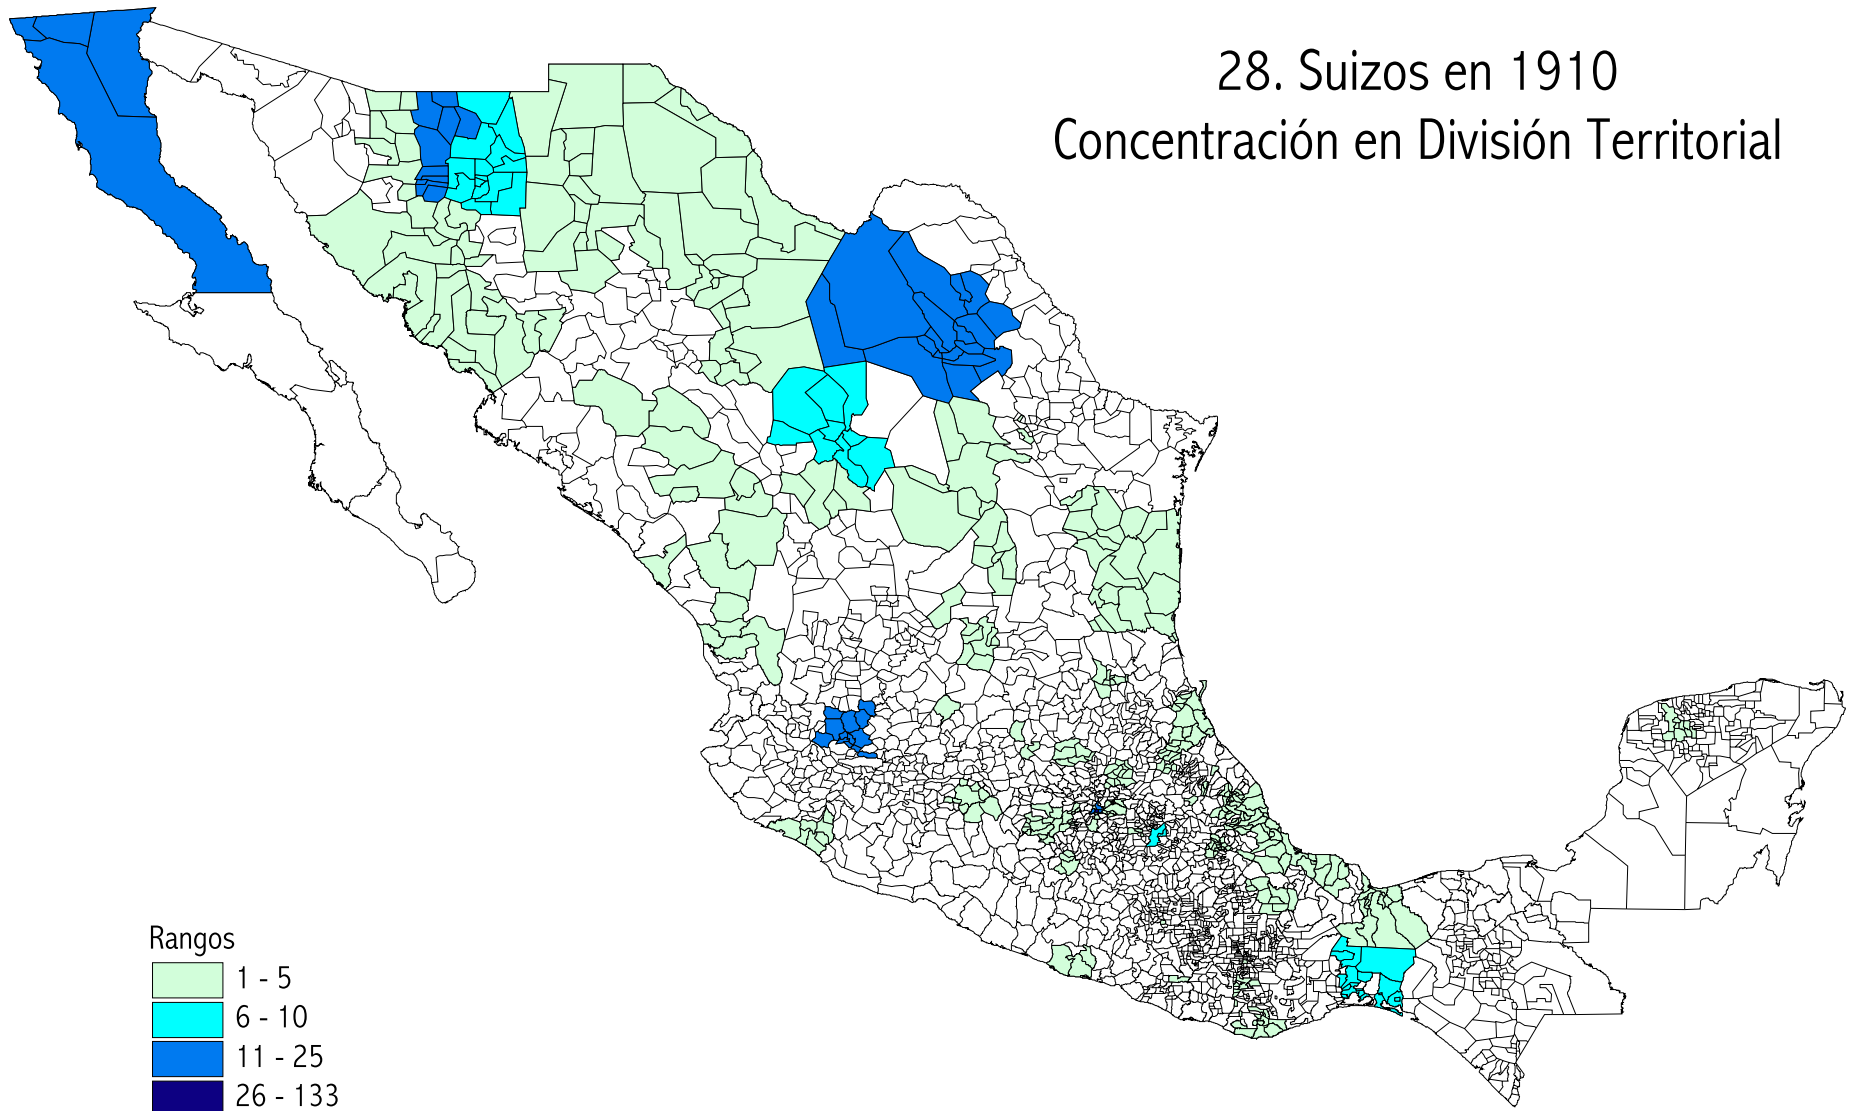 28. Suizos en 1910
Concentración en División Territorial
Rangos
1 - 5
6 - 10
11 - 25
26 - 133